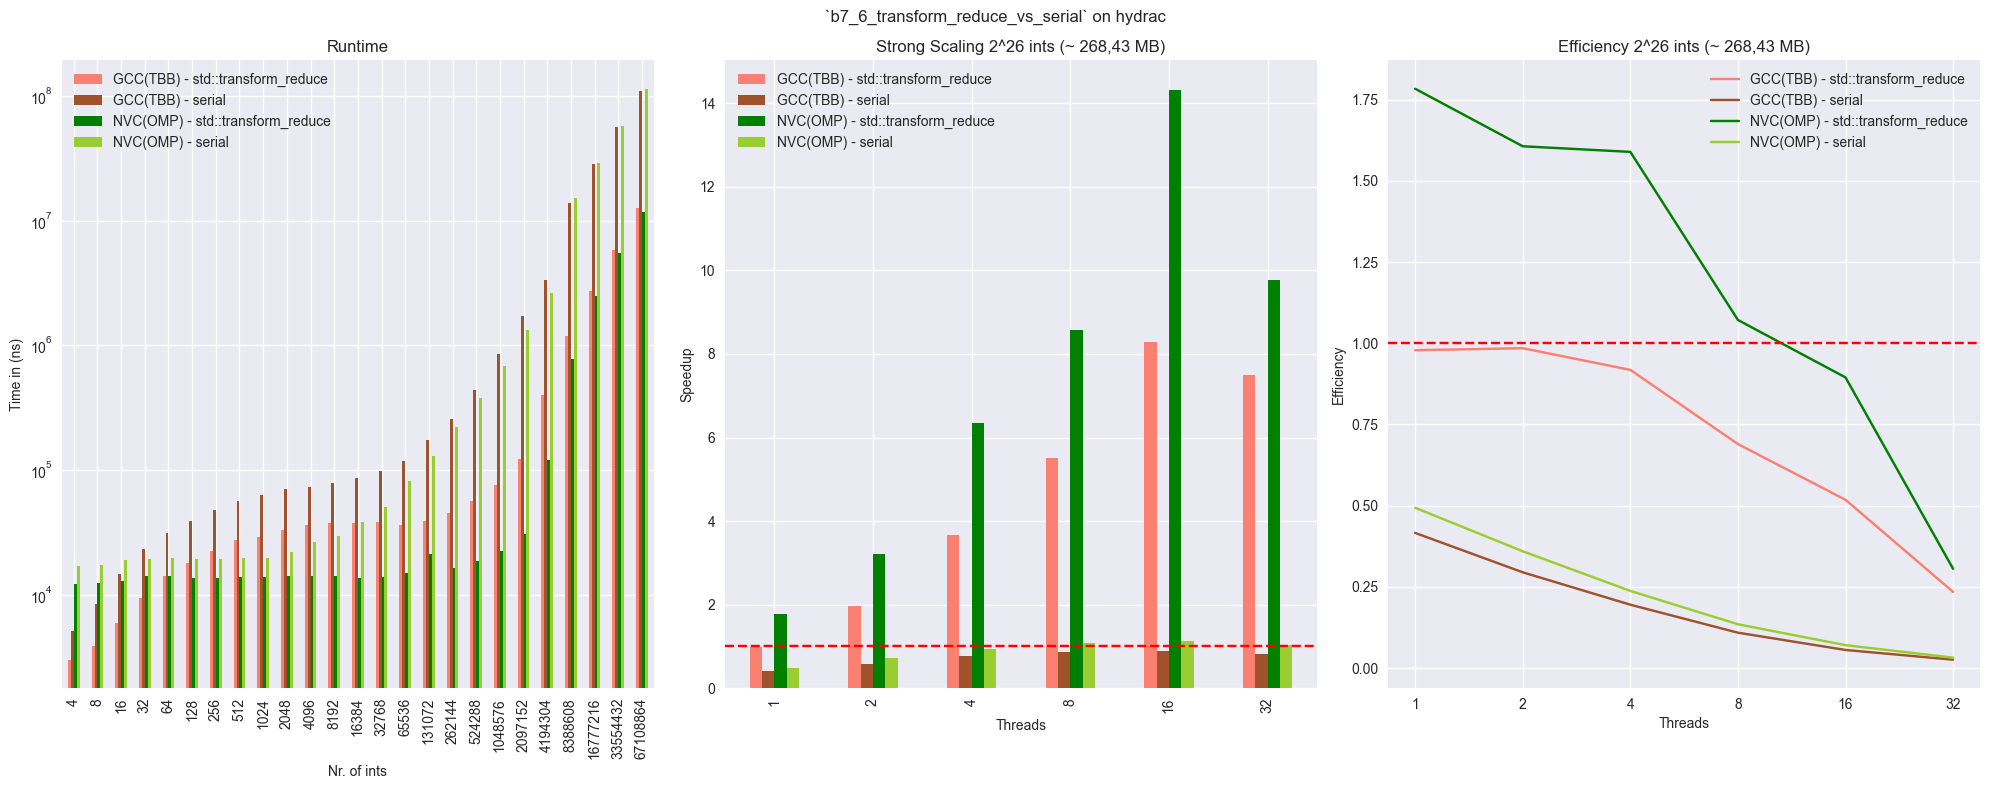 `b7_6_transform_reduce_vs_serial` on hydrac
Runtime
GCC(TBB) - std::transform_reduce
GCC(TBB) - serial
NVC(OMP) - std::transform_reduce
NVC(OMP) - serial
10^8
10^7
10^6
10^5
10^4
Time in (ns)
4
8
16
32
64
128
256
512
1024
2048
4096
8192
16384
32768
65536
131072
262144
524288
1048576
2097152
4194304
8388608
16777216
33554432
67108864
Nr. of ints
Strong Scaling 2^26 ints (~ 268,43 MB)
GCC(TBB) - std::transform_reduce
GCC(TBB) - serial
NVC(OMP) - std::transform_reduce
NVC(OMP) - serial
14
12
10
8
6
4
2
0
Speedup
1
2
4
8
16
32
Threads
Efficiency 2^26 ints (~ 268,43 MB)
GCC(TBB) - std::transform_reduce
GCC(TBB) - serial
NVC(OMP) - std::transform_reduce
NVC(OMP) - serial
1.75
1.50
1.25
1.00
0.75
0.50
0.25
0.00
Efficiency
1
2
4
8
16
32
Threads